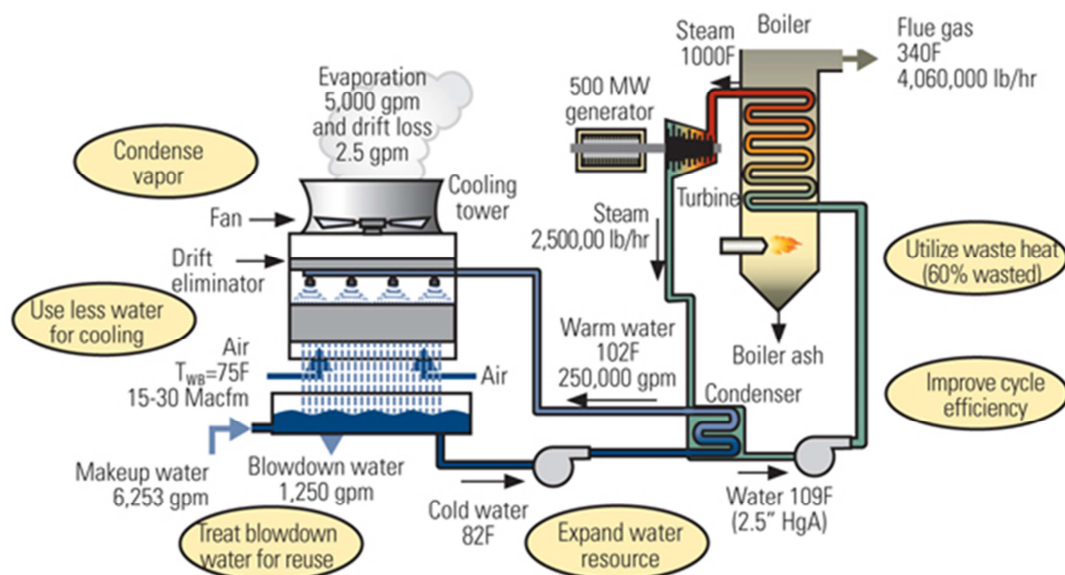 Boiler
Flue gas
340F
4,060,000 lb/hr
Steam
1000F
500 MW
generator
Evaporation
5,000 gpm
and drift loss
2.5 gpm
Condense
vapor
Cooling
tower
Fan
Turbine
Steam
2,500,00 lb/hr
Drift
eliminator
Utilize waste heat
(60% wasted)
Use less water
for cooling
Air
TWB=75F
15-30 Macfm
Air
Warm water
102F
250,000 gpm
Boiler ash
Condenser
Improve cycle
efficiency
Makeup water
6,253 gpm
Blowdown water
1,250 gpm
Cold water
82F
Water 109F
(2.5" HgA)
Treat blowdown
water for reuse
Expand water
resource